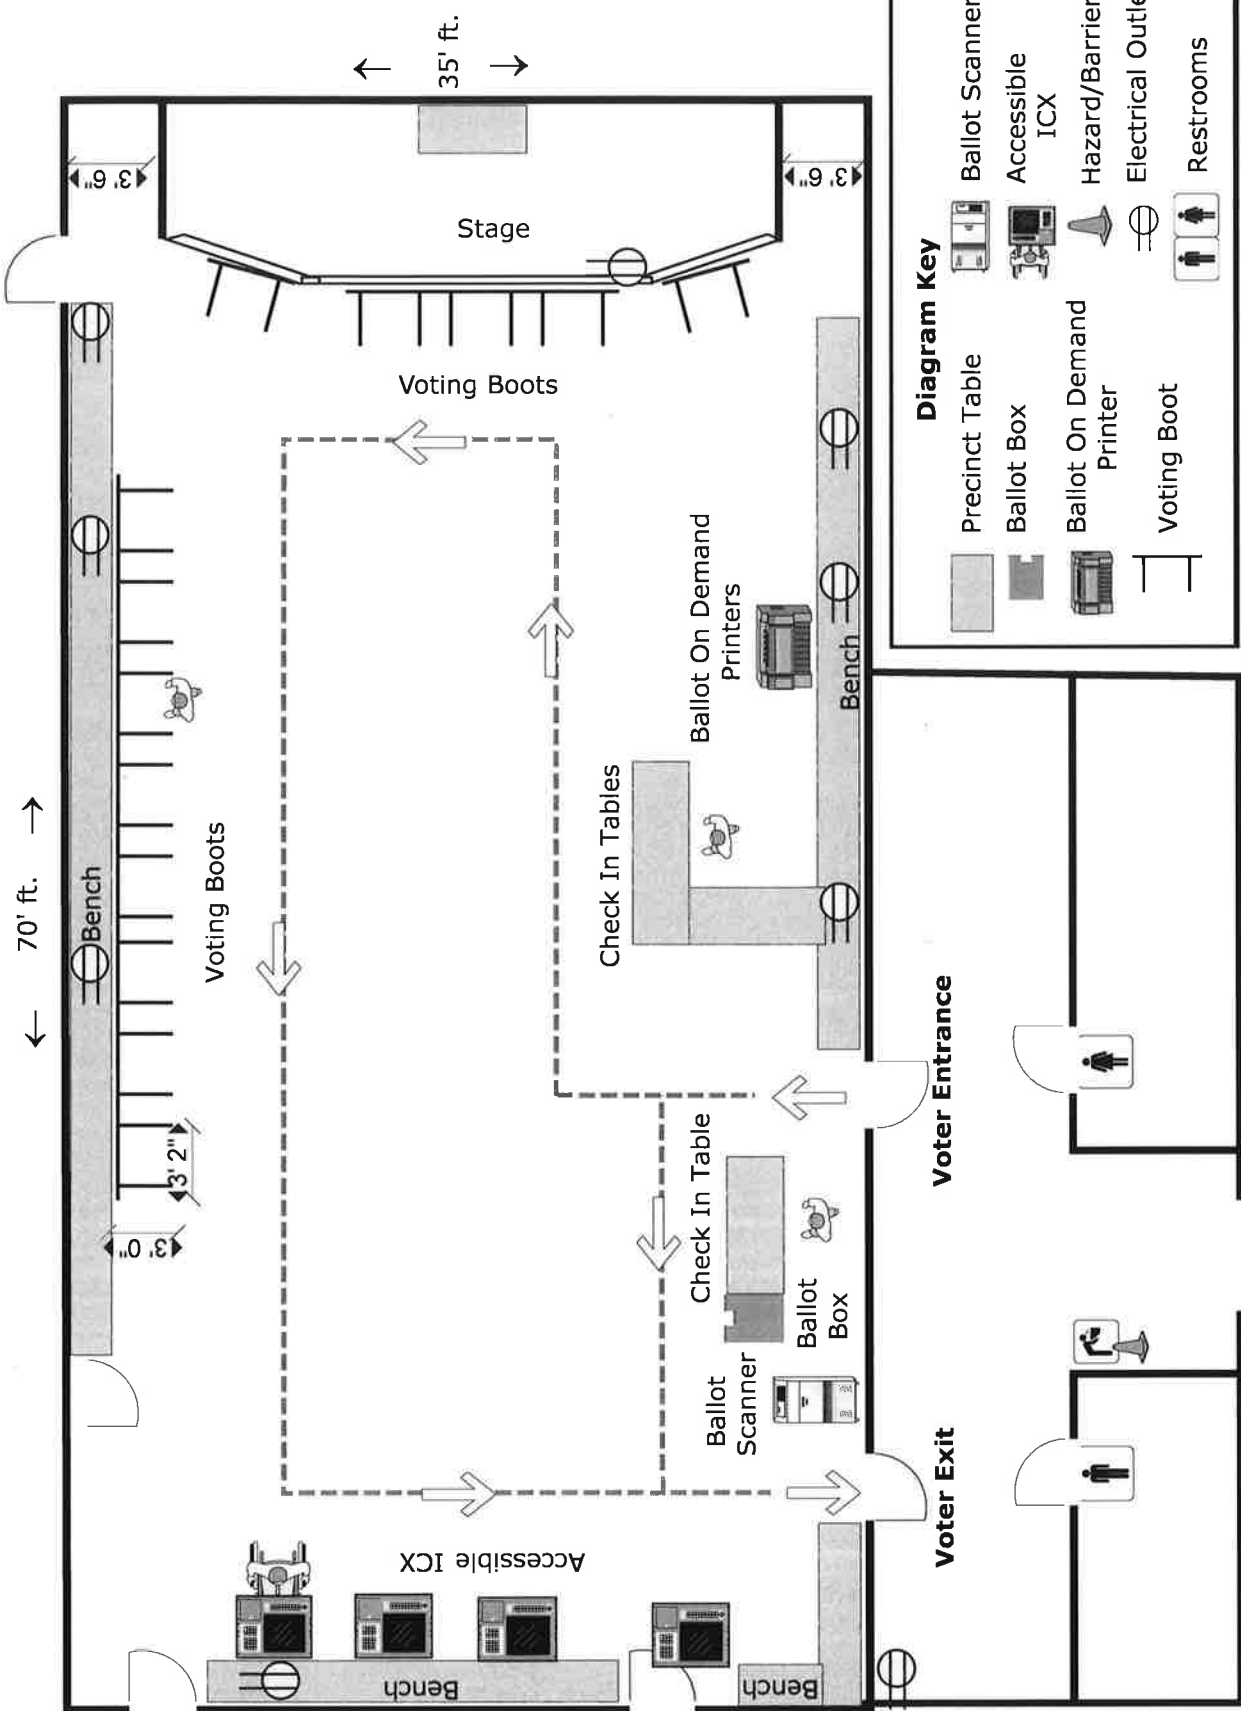 35' ft.
70' ft.
3' 6"
3' 6"
Stage
Voting Boots
Bench
Voting Boots
3' 2"
3' 0"
Ballot On Demand
Printers
Check In Tables
Bench
Check In Table
Ballot
Box
Ballot
Scanner
Accessible ICX
Bench
Bench
Voter Entrance
Voter Exit
Diagram Key
Precinct Table
Ballot Box
Ballot On Demand
Printer
Voting Boot
Ballot Scanner
Accessible
ICX
Hazard/Barrier
Electrical Outle
Restrooms